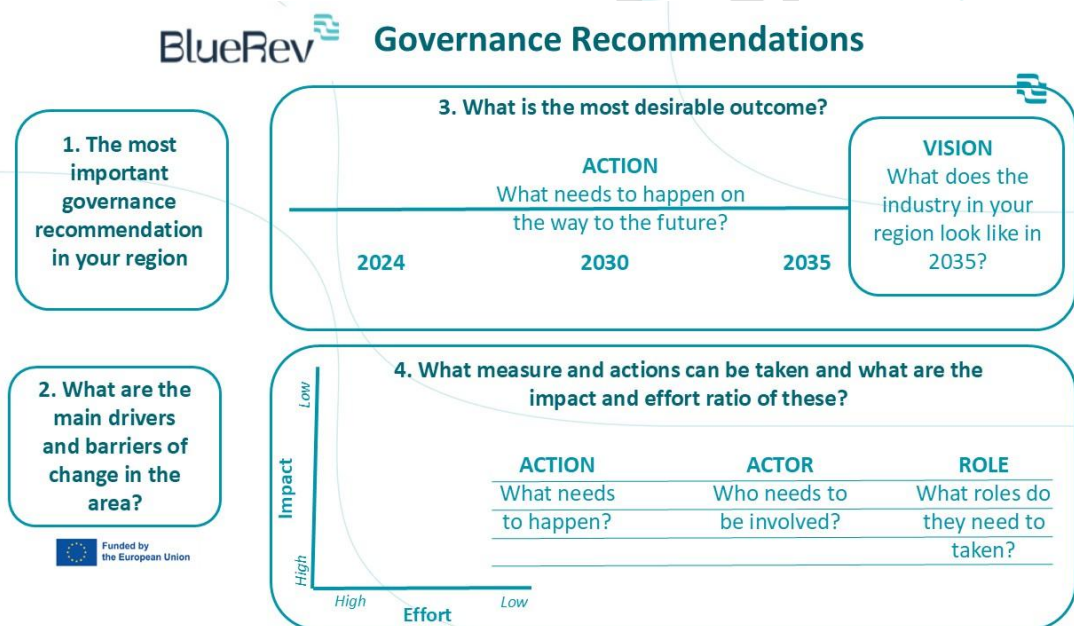 BlueRev
Governance Recommendations
1. The most
important
governance
recommendation
in your region
2. What are the
main drivers
and barriers of
change in the
area?
Funded by
the European Union
3. What is the most desirable outcome?
ACTION
What needs to happen on
the way to the future?
2024
2030
2035
VISION
What does the
industry in your
region look like in
2035?
4. What measure and actions can be taken and what are the
impact and effort ratio of these?
Low
Impact
High
High
Low
Effort
ACTION
ACTOR
ROLE
What needs
Who needs to
What roles do
to happen?
be involved?
they need to
taken?